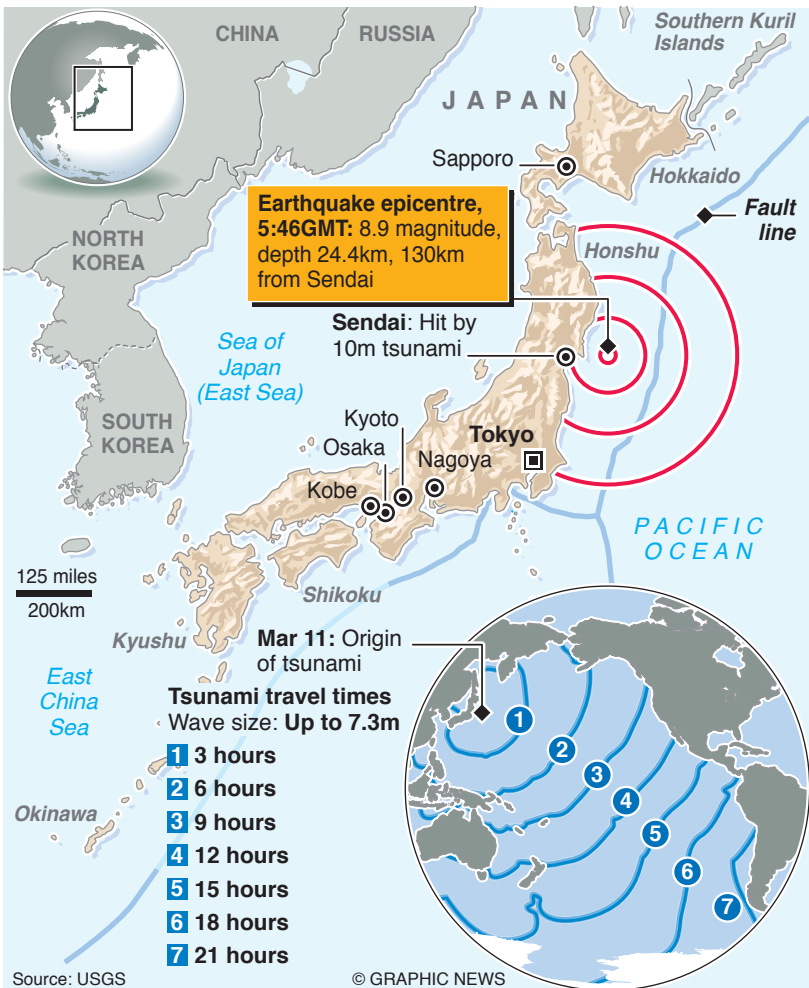 CHINA
RUSSIA
Southern Kuril
Islands
JAPAN
Sapporo
Hokkaido
Earthquake epicentre,
5:46GMT: 8.9 magnitude,
depth 24.4km, 130km
from Sendai
Fault
line
NORTH
KOREA
Honshu
Sendai: Hit by
10m tsunami
Sea of
Japan
(East Sea)
SOUTH
KOREA
Kyoto
Osaka
Kobe
Tokyo
Nagoya
PACIFIC
OCEAN
125 miles
200km
Shikoku
Kyushu
Mar 11: Origin
of tsunami
East
China
Sea
Tsunami travel times
Wave size: Up to 7.3m
1 3 hours
2 6 hours
3 9 hours
4 12 hours
5 15 hours
6 18 hours
7 21 hours
Okinawa
1
2
3
4
5
6
7
Source: USGS
© GRAPHIC NEWS